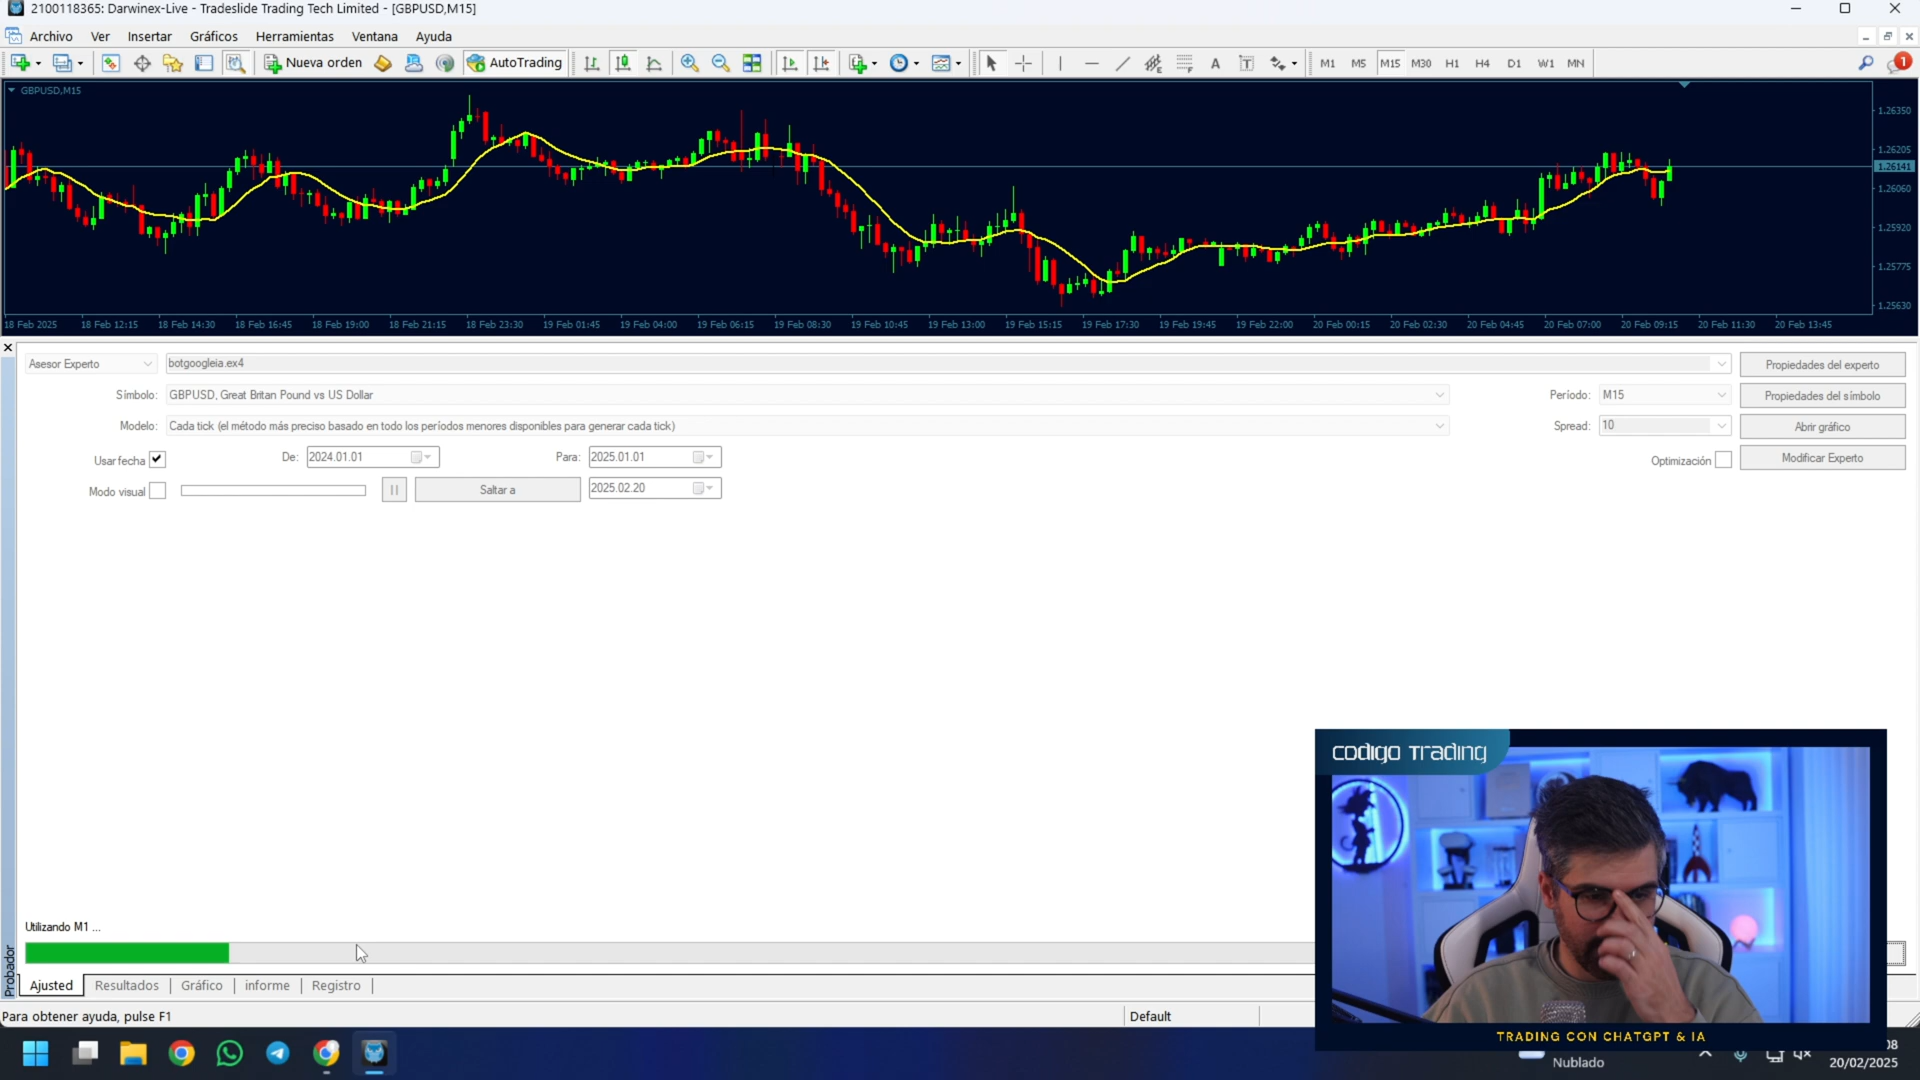 2100118365: Darwinex-Live - Tradeslide Trading Tech Limited - [GBPUSD,M15]
Archivo Ver Insertar Gráficos Herramientas Ventana Ayuda
Nueva orden AutoTrading A T M1 M5 M15 M30 H1 H4 D1 W1 MN 1
GBPUSD,M15
1.26350
1.26205
1.26141
1.26060
1.25920
1.25775
1.25630
18 Feb 2025 18 Feb 12:15 18 Feb 14:30 18 Feb 16:45 18 Feb 19:00 18 Feb 21:15 18 Feb 23:30 19 Feb 01:45 19 Feb 04:00 19 Feb 06:15 19 Feb 08:30 19 Feb 10:45 19 Feb 13:00 19 Feb 15:15 19 Feb 17:30 19 Feb 19:45 19 Feb 22:00 20 Feb 00:15 20 Feb 02:30 20 Feb 04:45 20 Feb 07:00 20 Feb 09:15 20 Feb 11:30 20 Feb 13:45
Asesor Experto botgoogleia.ex4 Propiedades del experto
Símbolo: GBPUSD, Great Britan Pound vs US Dollar Período: M15 Propiedades del símbolo
Modelo: Cada tick (el método más preciso basado en todo los períodos menores disponibles para generar cada tick) Spread: 10 Abrir gráfico
Usar fecha De: 2024.01.01 Para: 2025.01.01 Optimización Modificar Experto
Modo visual Saltar a 2025.02.20
Utilizando M1 ...
Probador
Ajusted Resultados Gráfico informe Registro
Para obtener ayuda, pulse F1 Default
codigo Trading
TRADING CON CHATGPT & IA
Nublado
08
20/02/2025